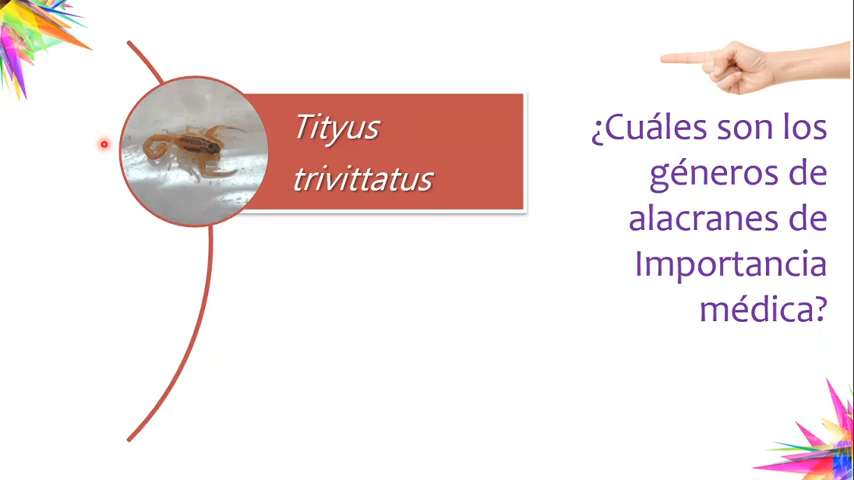 Tityus
trivittatus
¿Cuáles son los
géneros de
alacranes de
Importancia
médica?